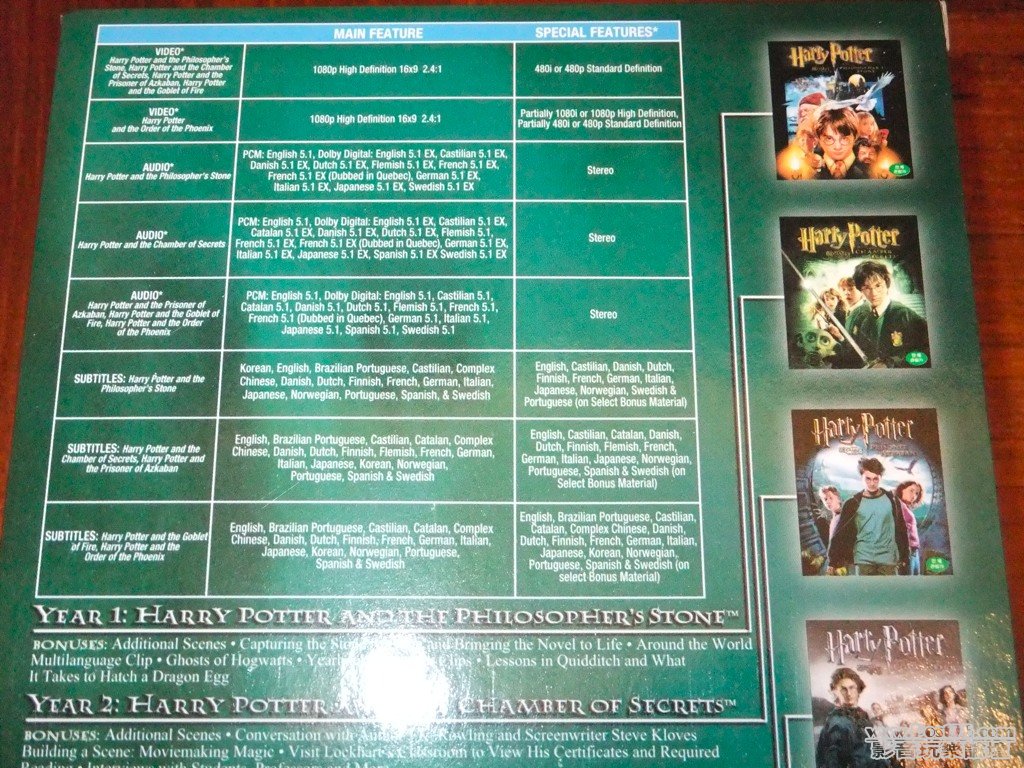 MAIN FEATURE
SPECIAL FEATURES*
VIDEO*
Harry Potter and the Philosopher's
Stone, Harry Potter and the Chamber
of Secrets, Harry Potter and the
Prisoner of Azkaban, Harry Potter
and the Goblet of Fire
1080p High Definition 16x9 2.4:1
480i or 480p Standard Definition
VIDEO*
Harry Potter
and the Order of the Phoenix
1080p High Definition 16x9 2.4:1
Partially 1080i or 1080p High Definition,
Partially 480i or 480p Standard Definition
AUDIO*
Harry Potter and the Philosopher's Stone
PCM: English 5.1, Dolby Digital: English 5.1 EX, Castilian 5.1 EX,
Danish 5.1 EX, Dutch 5.1 EX, Flemish 5.1 EX, French 5.1 EX,
French 5.1 EX (Dubbed in Quebec), German 5.1 EX,
Italian 5.1 EX, Japanese 5.1 EX, Swedish 5.1 EX
Stereo
AUDIO*
Harry Potter and the Chamber of Secrets
PCM: English 5.1, Dolby Digital: English 5.1 EX, Castilian 5.1 EX,
Catalan 5.1 EX, Danish 5.1 EX, Dutch 5.1 EX, Flemish 5.1,
French 5.1 EX, French 5.1 EX (Dubbed in Quebec), German 5.1 EX,
Italian 5.1 EX, Japanese 5.1 EX, Spanish 5.1 EX Swedish 5.1 EX
Stereo
AUDIO*
Harry Potter and the Prisoner of
Azkaban, Harry Potter and the Goblet of
Fire, Harry Potter and the Order
of the Phoenix
PCM: English 5.1, Dolby Digital: English 5.1, Castilian 5.1,
Catalan 5.1, Danish 5.1, Dutch 5.1, Flemish 5.1, French 5.1,
French 5.1 (Dubbed in Quebec), German 5.1, Italian 5.1,
Japanese 5.1, Spanish 5.1, Swedish 5.1
Stereo
SUBTITLES: Harry Potter and the
Philosopher's Stone
Korean, English, Brazilian Portuguese, Castilian, Complex
Chinese, Danish, Dutch, Finnish, French, German, Italian,
Japanese, Norwegian, Portuguese, Spanish, & Swedish
English, Castilian, Danish, Dutch,
Finnish, French, German, Italian,
Japanese, Norwegian, Swedish &
Portuguese (on Select Bonus Material)
SUBTITLES: Harry Potter and the
Chamber of Secrets, Harry Potter and
the Prisoner of Azkaban
English, Brazilian Portuguese, Castilian, Catalan, Complex
Chinese, Danish, Dutch, Finnish, Flemish, French, German,
Italian, Japanese, Korean, Norwegian,
Portuguese, Spanish & Swedish
English, Castilian, Catalan, Danish,
Dutch, Finnish, Flemish, French,
German, Italian, Japanese, Norwegian,
Portuguese, Spanish & Swedish (on
Select Bonus Material)
SUBTITLES: Harry Potter and the Goblet
of Fire, Harry Potter and the
Order of the Phoenix
English, Brazilian Portuguese, Castilian, Catalan, Complex
Chinese, Danish, Dutch, Finnish, French, German, Italian,
Japanese, Korean, Norwegian, Portuguese,
Spanish & Swedish
English, Brazilian Portuguese, Castilian,
Catalan, Complex Chinese, Danish,
Dutch, Finnish, French, German, Italian,
Japanese, Korean, Norwegian,
Portuguese, Spanish & Swedish (on
select Bonus Material)
YEAR 1: HARRY POTTER AND THE PHILOSOPHER'S STONE™
BONUSES: Additional Scenes • Capturing the and Bringing the Novel to Life • Around the World
Multilanguage Clip • Ghosts of Hogwarts • Clips • Lessons in Quidditch and What
It Takes to Hatch a Dragon Egg
YEAR 2: HARRY POTTER CHAMBER OF SECRETS™
BONUSES: Additional Scenes • Conversation with Rowling and Screenwriter Steve Kloves
Building a Scene: Moviemaking Magic • Visit Lockhart's Classroom to View His Certificates and Required
Harry Potter
Harry Potter
Harry Potter
Harry Potter